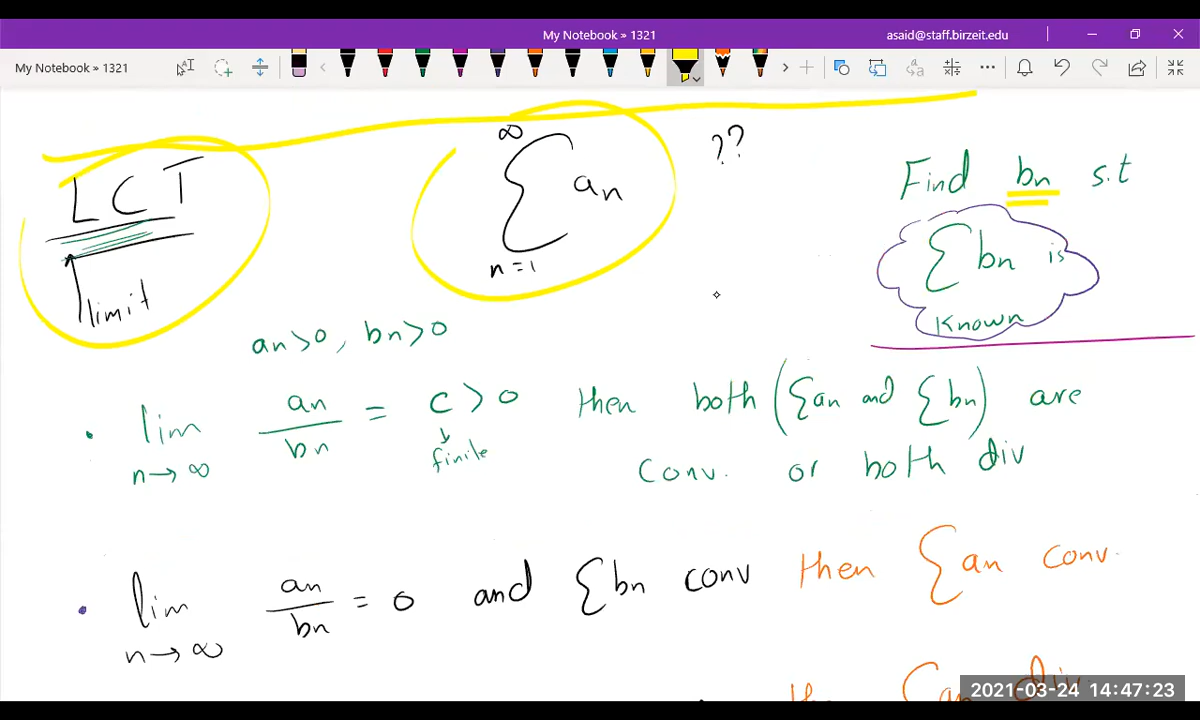 My Notebook » 1321
asaid@staff.birzeit.edu
My Notebook » 1321
LCT
limit
∞
∑ an
n=1
??
Find bn s.t
∑ bn is
Known
an>0, bn>0
• lim an/bn = c > 0 then both (∑an and ∑bn) are
n→∞ finite conv. or both div
• lim an/bn = 0 and ∑bn conv then ∑an conv.
n→∞
an div.
2021-03-24 14:47:23